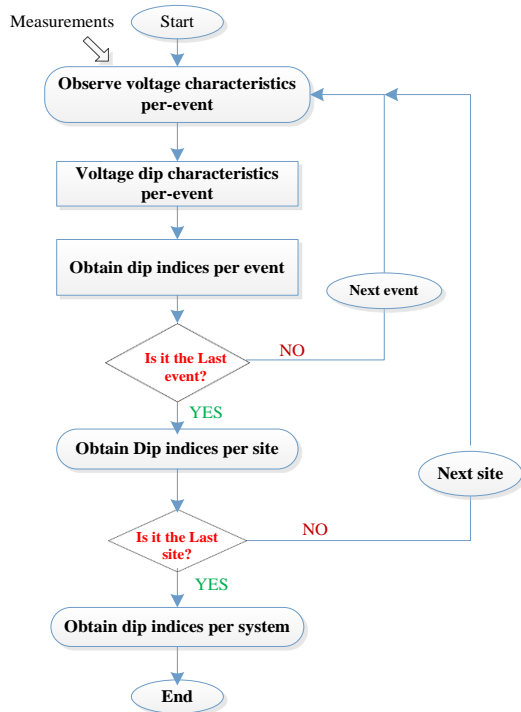 Measurements
Start
Observe voltage characteristics
per-event
Voltage dip characteristics
per-event
Obtain dip indices per event
Next event
Is it the Last
event?
NO
YES
Obtain Dip indices per site
Next site
Is it the Last
site?
NO
YES
Obtain dip indices per system
End